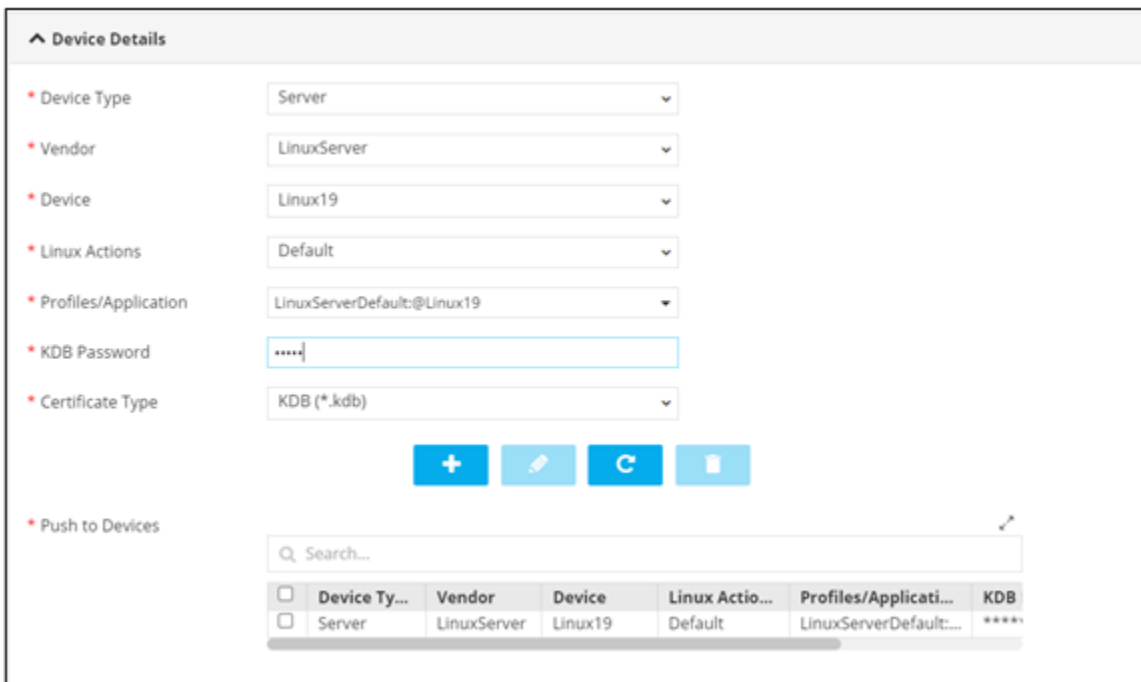 Device Details
* Device Type Server
* Vendor LinuxServer
* Device Linux19
* Linux Actions Default
* Profiles/Application LinuxServerDefault:@Linux19
* KDB Password •••••
* Certificate Type KDB (*.kdb)
* Push to Devices
Search...
Device Ty... Vendor Device Linux Actio... Profiles/Applicati... KDB
Server LinuxServer Linux19 Default LinuxServerDefault:... ****